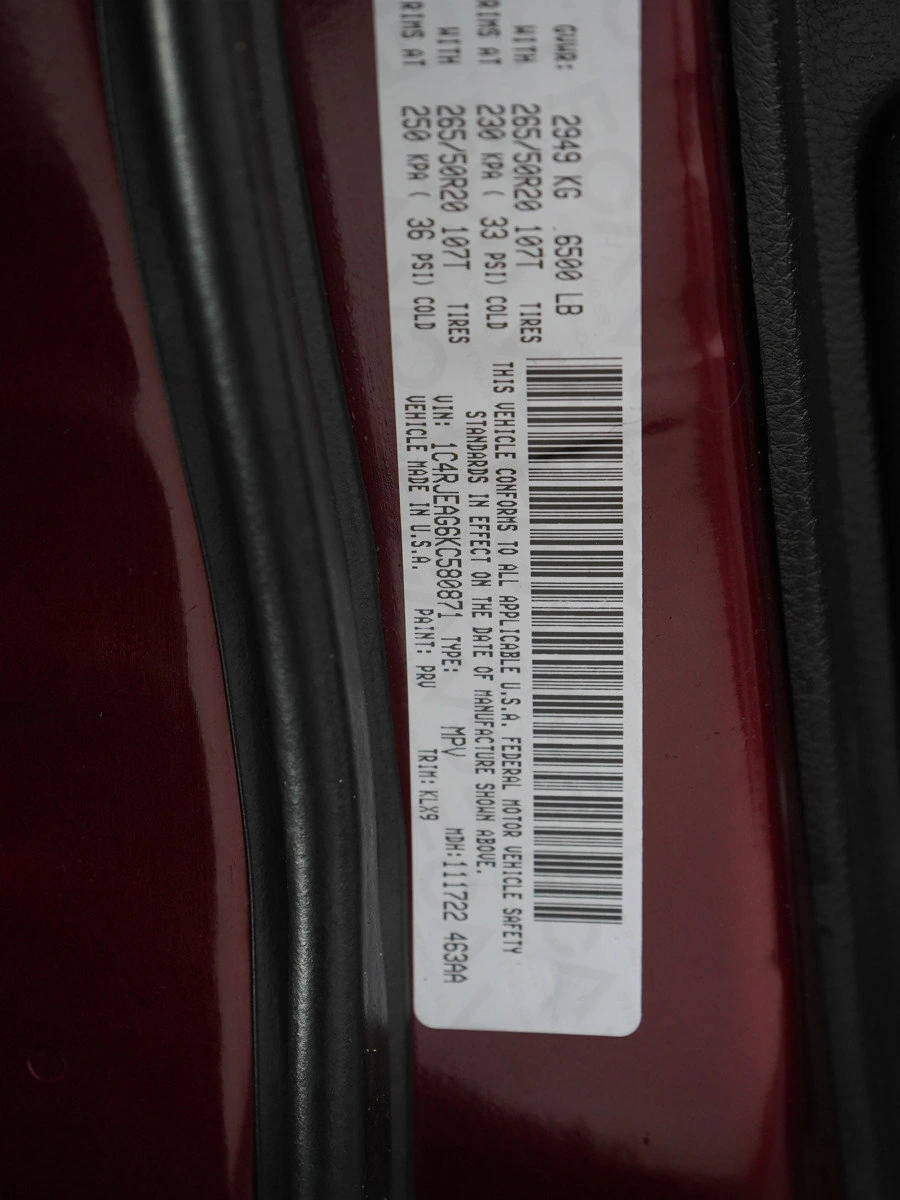 GVWR: 2949 KG 6500 LB
WITH 265/50R20 107T TIRES
RIMS AT 230 KPA ( 33 PSI) COLD
WITH 265/50R20 107T TIRES
RIMS AT 250 KPA ( 36 PSI) COLD
THIS VEHICLE CONFORMS TO ALL APPLICABLE U.S.A. FEDERAL MOTOR VEHICLE SAFETY
STANDARDS IN EFFECT ON THE DATE OF MANUFACTURE SHOWN ABOVE.
VIN: 1C4RJEAG6KC580871 TYPE: MPV MDH:111722 463AA
VEHICLE MADE IN U.S.A. PAINT: PRV TRIM: KLX9